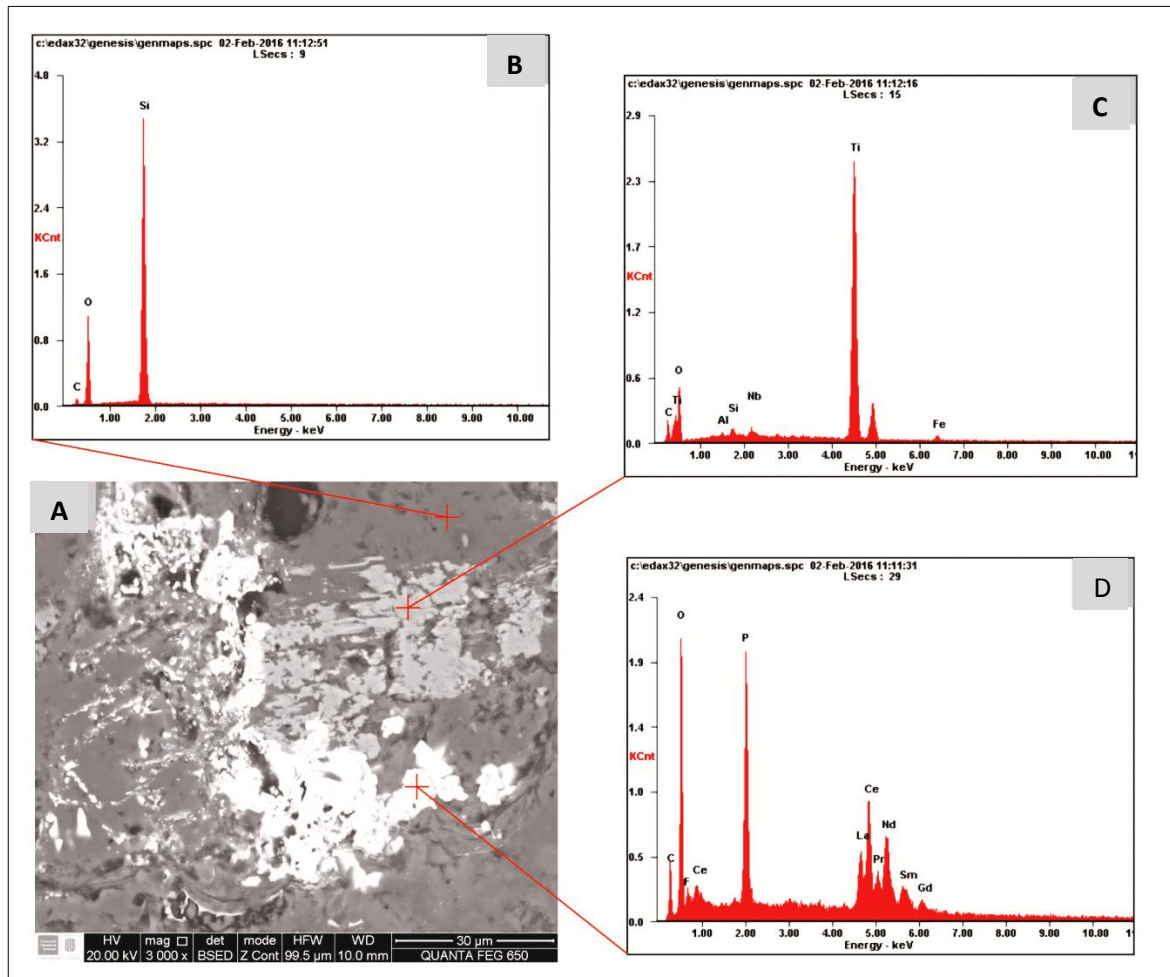 B
c:\edax32\genesis\genmaps.spc 02-Feb-2016 11:12:51
LSecs : 9
4.0
3.2
2.4
KCnt
1.6
0.8
0.0
Si
O
C
1.00 2.00 3.00 4.00 5.00 6.00 7.00 8.00 9.00 10.00
Energy - keV
C
c:\edax32\genesis\genmaps.spc 02-Feb-2016 11:12:16
LSecs : 15
2.9
2.3
1.7
KCnt
1.2
0.6
0.0
Ti
O
C
Ti
Al
Si
Nb
Fe
1.00 2.00 3.00 4.00 5.00 6.00 7.00 8.00 9.00 10.00
Energy - keV
A
HV mag det mode HFW WD 30 µm
20.00 kV 3 000 x BSED Z Cont 99.5 µm 10.0 mm QUANTA FEG 650
D
c:\edax32\genesis\genmaps.spc 02-Feb-2016 11:11:31
LSecs : 29
2.4
1.9
1.4
KCnt
1.0
0.5
0.0
O
P
C
F
Ce
La
Ce
Pr
Nd
Sm
Gd
1.00 2.00 3.00 4.00 5.00 6.00 7.00 8.00 9.00 10.00
Energy - keV